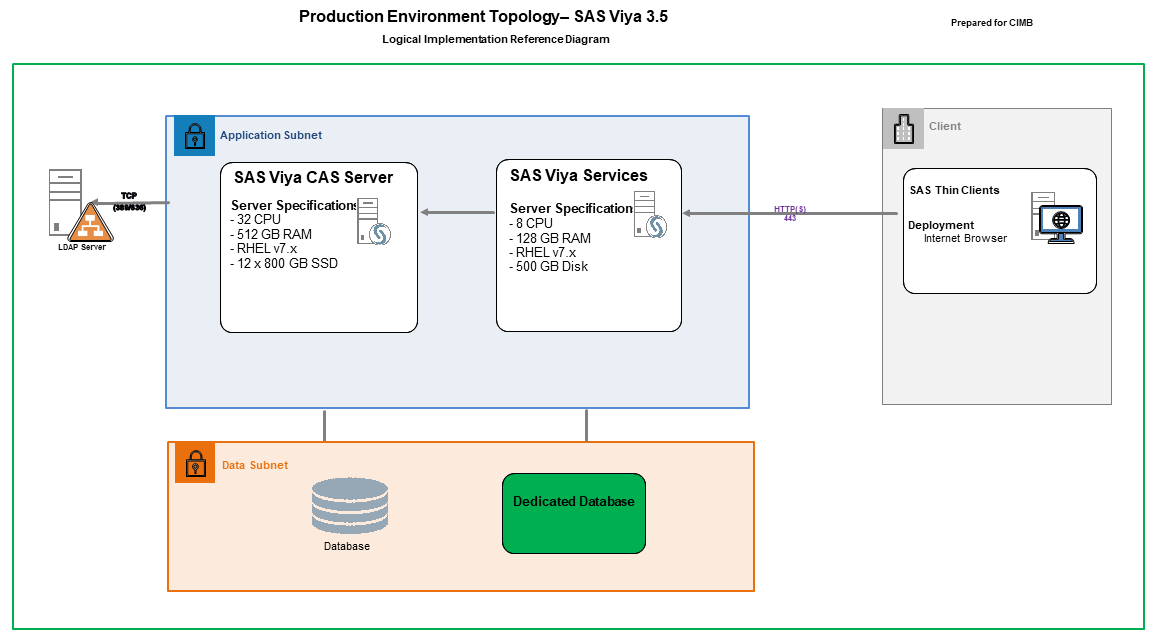 Production Environment Topology– SAS Viya 3.5
Prepared for CIMB
Logical Implementation Reference Diagram
Application Subnet
Client
SAS Viya CAS Server
Server Specifications
- 32 CPU
- 512 GB RAM
- RHEL v7.x
- 12 x 800 GB SSD
SAS Viya Services
Server Specification
- 8 CPU
- 128 GB RAM
- RHEL v7.x
- 500 GB Disk
HTTP(S)
443
SAS Thin Clients
Deployment
Internet Browser
TCP
(389/636)
LDAP Server
Data Subnet
Database
Dedicated Database